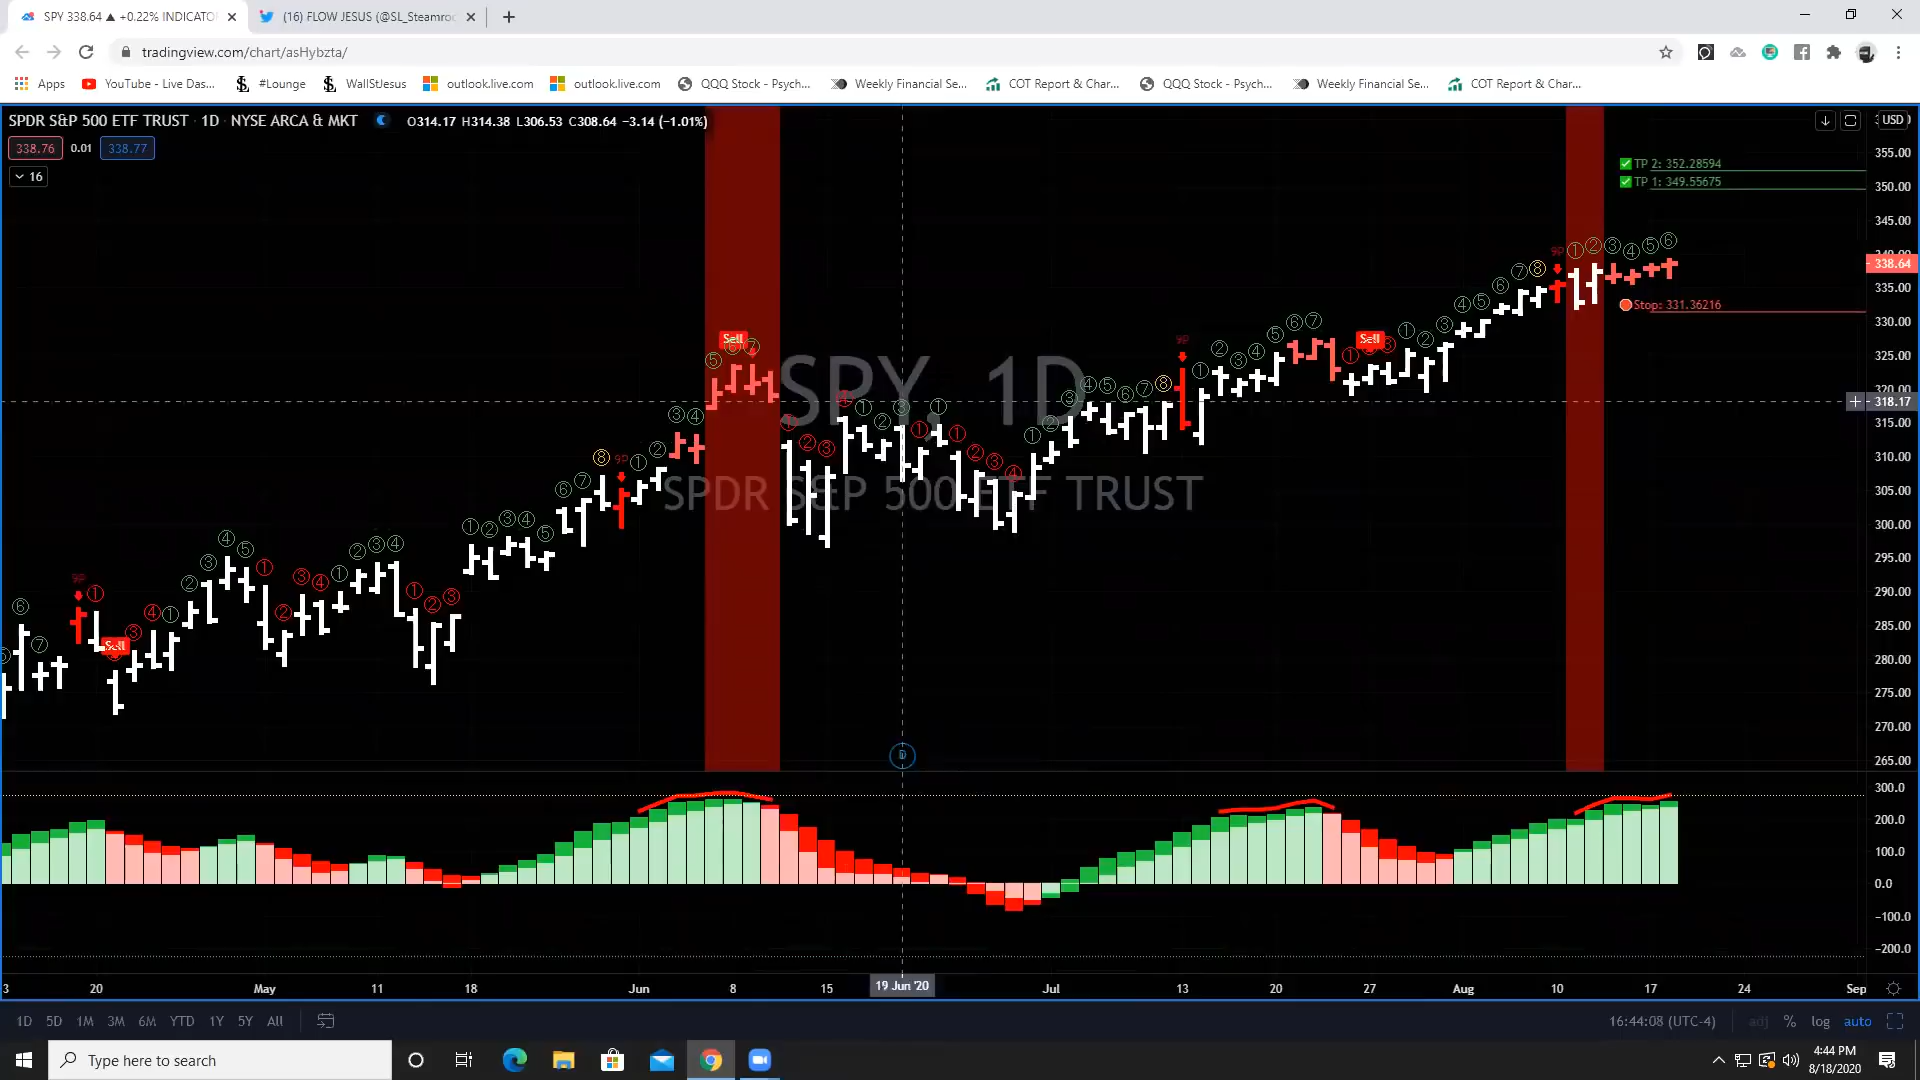 SPY 338.64 ▲ +0.22% INDICATO
(16) FLOW JESUS (@SL_Steamro
tradingview.com/chart/asHybzta/
Apps
YouTube - Live Das...
#Lounge
WallStJesus
outlook.live.com
outlook.live.com
QQQ Stock - Psych...
Weekly Financial Se...
COT Report & Char...
QQQ Stock - Psych...
Weekly Financial Se...
COT Report & Char...
SPDR S&P 500 ETF TRUST · 1D · NYSE ARCA & MKT
O314.17 H314.38 L306.53 C308.64 −3.14 (−1.01%)
USD
338.76 0.01 338.77
16
TP 2: 352.28594
TP 1: 349.55675
Stop: 331.36216
Sell
Sell
Sell
SPY, 1D
SPDR S&P 500 ETF TRUST
355.00
350.00
345.00
340.00
338.64
335.00
330.00
325.00
320.00
318.17
315.00
310.00
305.00
300.00
295.00
290.00
285.00
280.00
275.00
270.00
265.00
300.0
200.0
100.0
0.0
−100.0
−200.0
D
3 20 May 11 18 Jun 8 15 19 Jun '20 Jul 13 20 27 Aug 10 17 24 Sep
1D 5D 1M 3M 6M YTD 1Y 5Y All
16:44:08 (UTC-4) adj % log auto
Type here to search
4:44 PM
8/18/2020